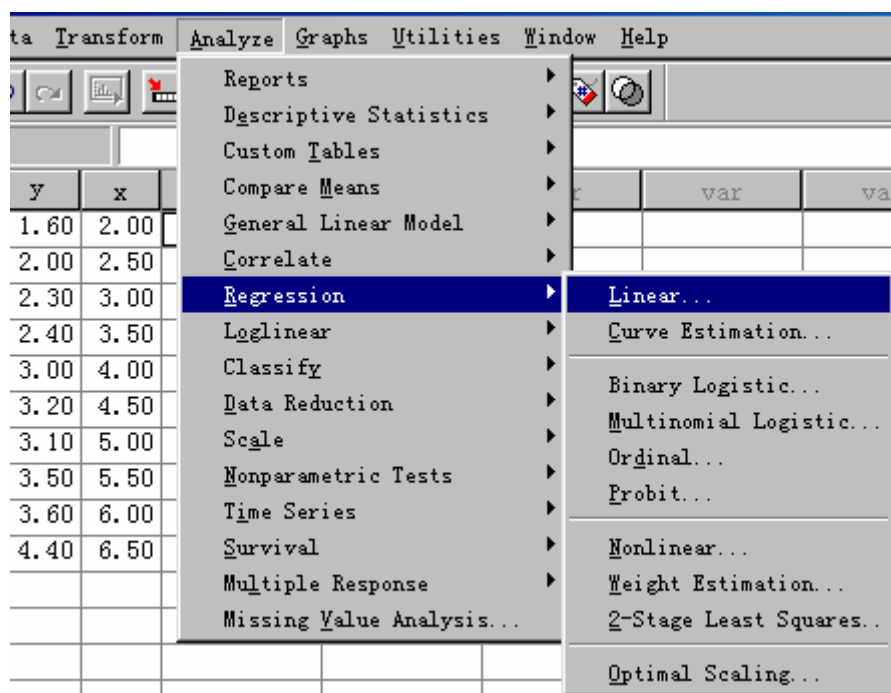 ta Transform Analyze Graphs Utilities Window Help
Reports
Descriptive Statistics
Custom Tables
Compare Means
General Linear Model
Correlate
Regression
Loglinear
Classify
Data Reduction
Scale
Nonparametric Tests
Time Series
Survival
Multiple Response
Missing Value Analysis...
Linear...
Curve Estimation...
Binary Logistic...
Multinomial Logistic...
Ordinal...
Probit...
Nonlinear...
Weight Estimation...
2-Stage Least Squares..
Optimal Scaling...
y x r var va
1.60 2.00
2.00 2.50
2.30 3.00
2.40 3.50
3.00 4.00
3.20 4.50
3.10 5.00
3.50 5.50
3.60 6.00
4.40 6.50